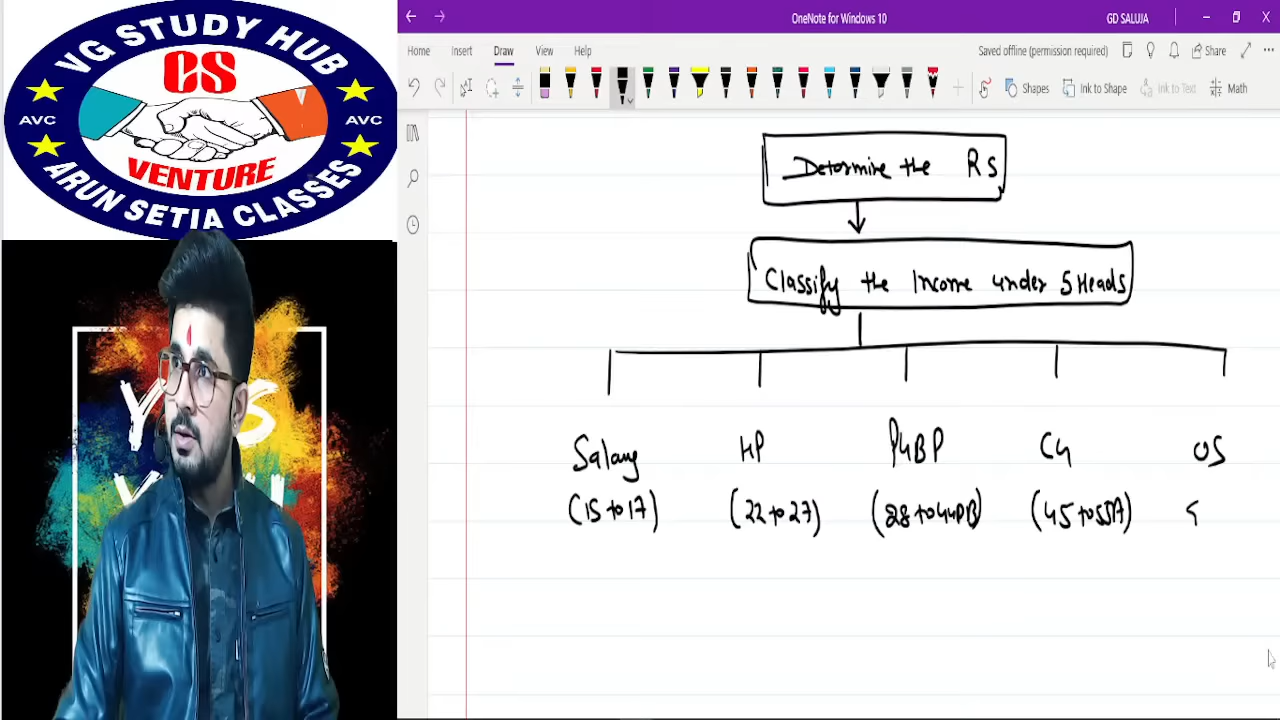 VG STUDY HUB
CS
AVC
AVC
VENTURE
ARUN SETIA CLASSES
OneNote for Windows 10
GD SALUJA
Home
Insert
Draw
View
Help
Saved offline (permission required)
Share
Shapes
Ink to Shape
Ink to Text
Math
Determine the RS
Classify the Income under 5 Heads
Salary
HP
PGBP
CG
OS
(15 to 17)
(22 to 27)
(28 to 44DB)
(45 to 55A)